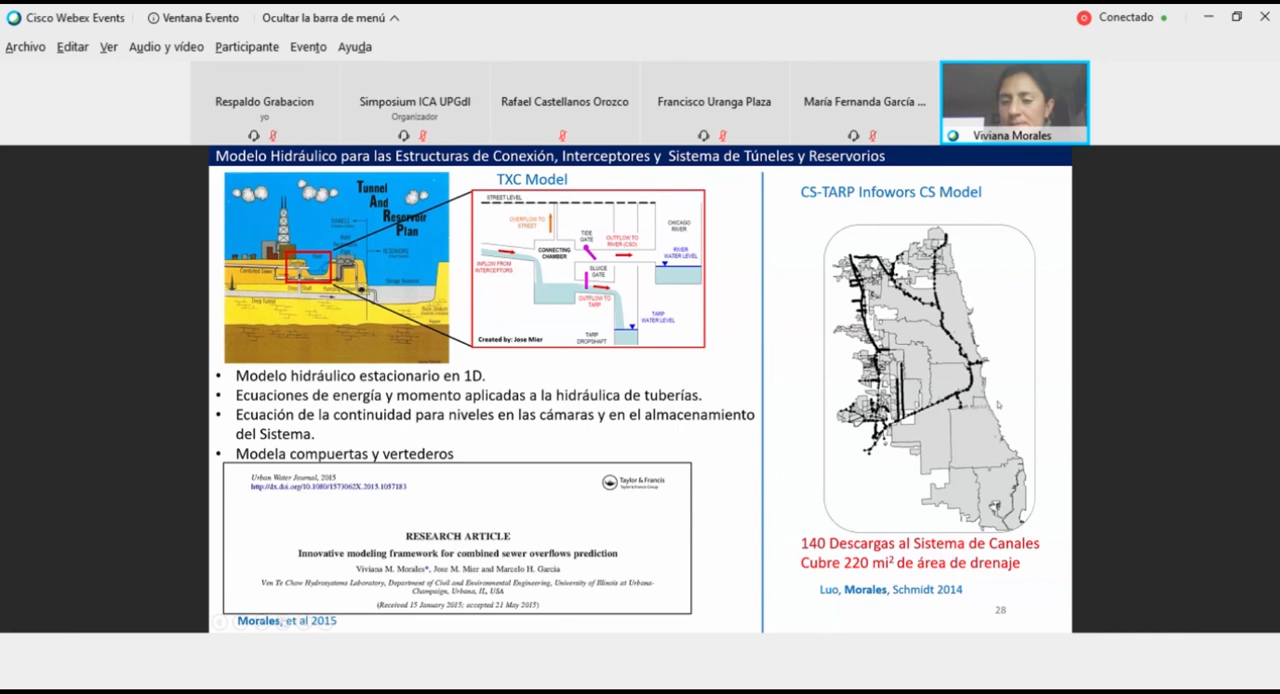 Cisco Webex Events
Ventana Evento
Ocultar la barra de menú
Conectado
Archivo Editar Ver Audio y vídeo Participante Evento Ayuda
Respaldo Grabacion
yo
Simposium ICA UPGdl
Organizador
Rafael Castellanos Orozco
Francisco Uranga Plaza
María Fernanda García ...
Viviana Morales
Modelo Hidráulico para las Estructuras de Conexión, Interceptores y Sistema de Túneles y Reservorios
Tunnel
And
Reservoir
Plan
TXC Model
STREET LEVEL
OVERFLOW TO
STREET
TIDE
GATE
CHICAGO
RIVER
CONNECTING
CHAMBER
OUTFLOW TO
RIVER (CSO)
RIVER
WATER LEVEL
INFLOW FROM
INTERCEPTORS
SLUICE
GATE
OUTFLOW TO
TARP
TARP
WATER LEVEL
TARP
DROPSHAFT
Created by: Jose Mier
• Modelo hidráulico estacionario en 1D.
• Ecuaciones de energía y momento aplicadas a la hidráulica de tuberías.
• Ecuación de la continuidad para niveles en las cámaras y en el almacenamiento
del Sistema.
• Modela compuertas y vertederos
Urban Water Journal, 2015
http://dx.doi.org/10.1080/1573062X.2015.1057183
Taylor & Francis
Taylor & Francis Group
RESEARCH ARTICLE
Innovative modeling framework for combined sewer overflows prediction
Viviana M. Morales*, Jose M. Mier and Marcelo H. Garcia
Ven Te Chow Hydrosystems Laboratory, Department of Civil and Environmental Engineering, University of Illinois at Urbana-
Champaign, Urbana, IL, USA
(Received 15 January 2015; accepted 21 May 2015)
Morales, et al 2015
CS-TARP Infowors CS Model
140 Descargas al Sistema de Canales
Cubre 220 mi² de área de drenaje
Luo, Morales, Schmidt 2014
28